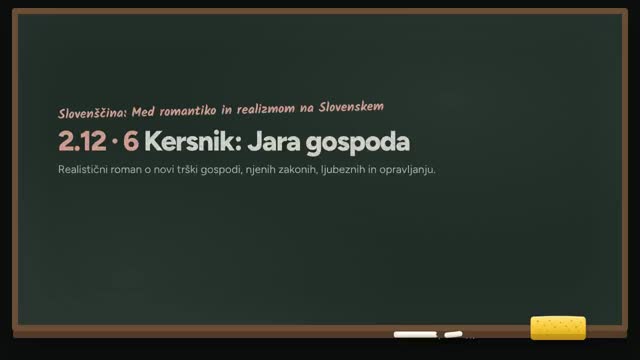 Slovenščina: Med romantiko in realizmom na Slovenskem
2.12 • 6 Kersnik: Jara gospoda
Realistični roman o novi trški gospodi, njenih zakonih, ljubeznih in opravljanju.